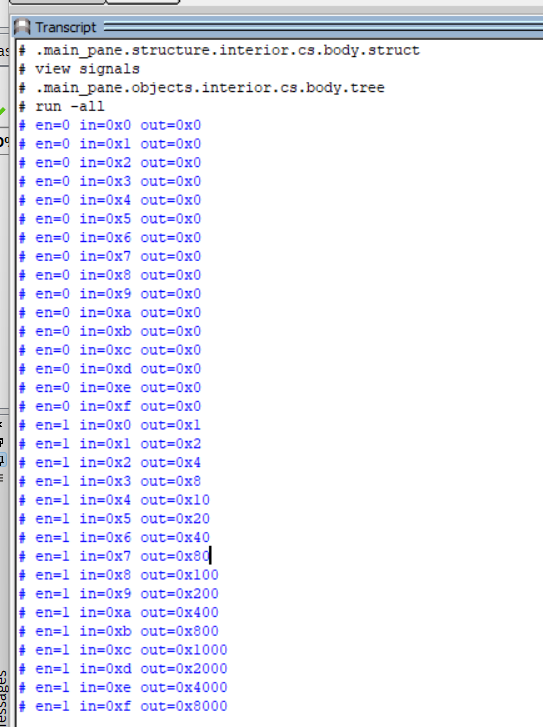 Transcript
# .main_pane.structure.interior.cs.body.struct
# view signals
# .main_pane.objects.interior.cs.body.tree
# run -all
# en=0 in=0x0 out=0x0
# en=0 in=0x1 out=0x0
# en=0 in=0x2 out=0x0
# en=0 in=0x3 out=0x0
# en=0 in=0x4 out=0x0
# en=0 in=0x5 out=0x0
# en=0 in=0x6 out=0x0
# en=0 in=0x7 out=0x0
# en=0 in=0x8 out=0x0
# en=0 in=0x9 out=0x0
# en=0 in=0xa out=0x0
# en=0 in=0xb out=0x0
# en=0 in=0xc out=0x0
# en=0 in=0xd out=0x0
# en=0 in=0xe out=0x0
# en=0 in=0xf out=0x0
# en=1 in=0x0 out=0x1
# en=1 in=0x1 out=0x2
# en=1 in=0x2 out=0x4
# en=1 in=0x3 out=0x8
# en=1 in=0x4 out=0x10
# en=1 in=0x5 out=0x20
# en=1 in=0x6 out=0x40
# en=1 in=0x7 out=0x80
# en=1 in=0x8 out=0x100
# en=1 in=0x9 out=0x200
# en=1 in=0xa out=0x400
# en=1 in=0xb out=0x800
# en=1 in=0xc out=0x1000
# en=1 in=0xd out=0x2000
# en=1 in=0xe out=0x4000
# en=1 in=0xf out=0x8000